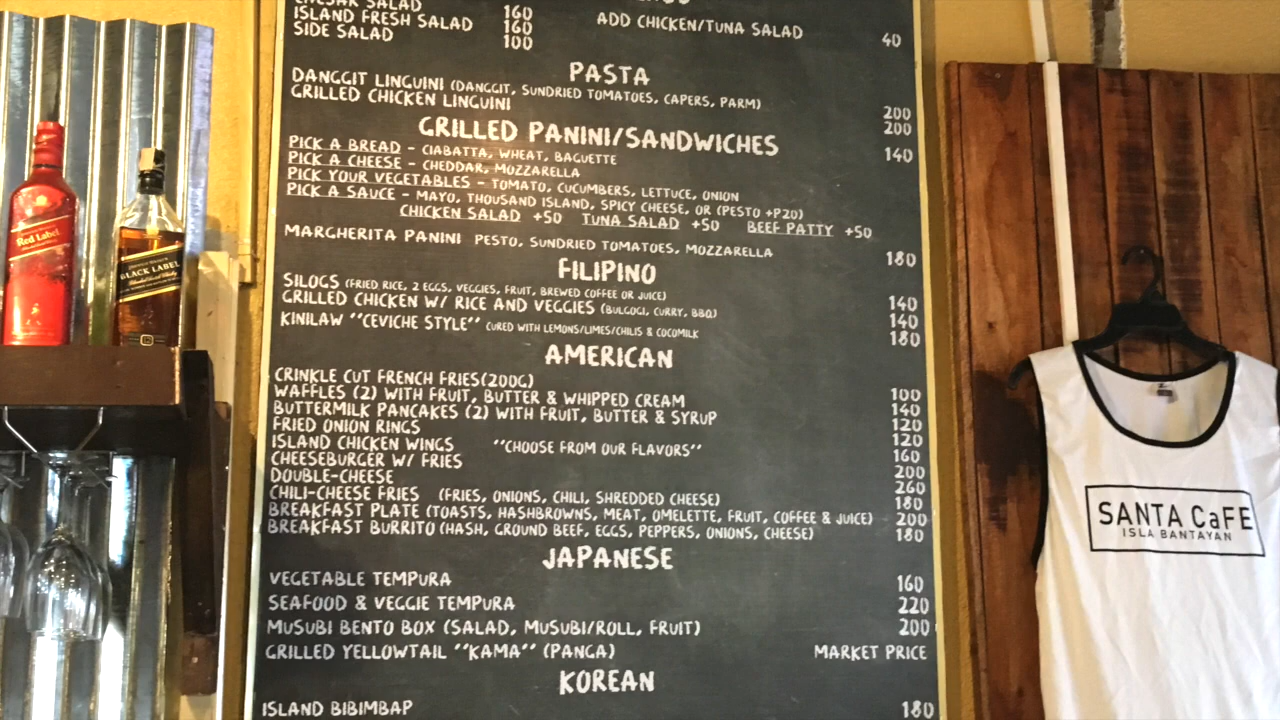 SALAD 160
ISLAND FRESH SALAD 160 ADD CHICKEN/TUNA SALAD 40
SIDE SALAD 100
PASTA
DANGGIT LINGUINI (DANGGIT, SUNDRIED TOMATOES, CAPERS, PARM) 200
GRILLED CHICKEN LINGUINI 200
GRILLED PANINI/SANDWICHES 140
PICK A BREAD - CIABATTA, WHEAT, BAGUETTE
PICK A CHEESE - CHEDDAR, MOZZARELLA
PICK YOUR VEGETABLES - TOMATO, CUCUMBERS, LETTUCE, ONION
PICK A SAUCE - MAYO, THOUSAND ISLAND, SPICY CHEESE, OR (PESTO +P20)
CHICKEN SALAD +50 TUNA SALAD +50 BEEF PATTY +50
MARGHERITA PANINI PESTO, SUNDRIED TOMATOES, MOZZARELLA 180
FILIPINO
SILOGS (FRIED RICE, 2 EGGS, VEGGIES, FRUIT, BREWED COFFEE OR JUICE) 140
GRILLED CHICKEN W/ RICE AND VEGGIES (BULGOGI, CURRY, BBQ) 140
KINILAW "CEVICHE STYLE" CURED WITH LEMONS/LIMES/CHILIS & COCOMILK 180
AMERICAN
CRINKLE CUT FRENCH FRIES(200G) 100
WAFFLES (2) WITH FRUIT, BUTTER & WHIPPED CREAM 140
BUTTERMILK PANCAKES (2) WITH FRUIT, BUTTER & SYRUP 120
FRIED ONION RINGS 120
ISLAND CHICKEN WINGS "CHOOSE FROM OUR FLAVORS" 160
CHEESEBURGER W/ FRIES 200
DOUBLE-CHEESE 260
CHILI-CHEESE FRIES (FRIES, ONIONS, CHILI, SHREDDED CHEESE) 180
BREAKFAST PLATE (TOASTS, HASHBROWNS, MEAT, OMELETTE, FRUIT, COFFEE & JUICE) 200
BREAKFAST BURRITO (HASH, GROUND BEEF, EGGS, PEPPERS, ONIONS, CHEESE) 180
JAPANESE
VEGETABLE TEMPURA 160
SEAFOOD & VEGGIE TEMPURA 220
MUSUBI BENTO BOX (SALAD, MUSUBI/ROLL, FRUIT) 200
GRILLED YELLOWTAIL "KAMA" (PANGA) MARKET PRICE
KOREAN
ISLAND BIBIMBAP 180
Red Label
BLACK LABEL
SANTA CaFE
ISLA BANTAYAN